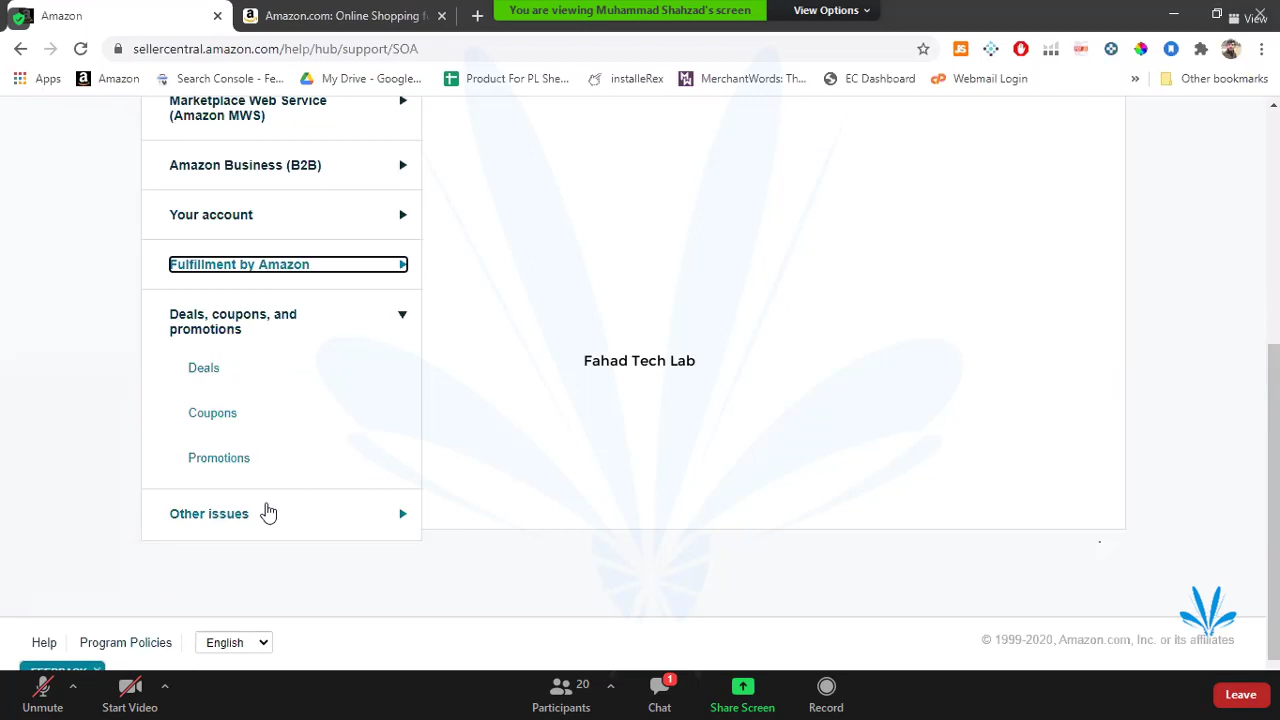 Amazon
Amazon.com: Online Shopping f
You are viewing Muhammad Shahzad's screen
View Options
View
sellercentral.amazon.com/help/hub/support/SOA
Apps
Amazon
Search Console - Fe...
My Drive - Google...
Product For PL She...
installeRex
MerchantWords: Th...
EC Dashboard
Webmail Login
»
Other bookmarks
Marketplace Web Service
(Amazon MWS)
Amazon Business (B2B)
Your account
Fulfillment by Amazon
Deals, coupons, and
promotions
Deals
Coupons
Promotions
Other issues
Fahad Tech Lab
Help
Program Policies
English
© 1999-2020, Amazon.com, Inc. or its affiliates
FEEDBACK
Unmute
Start Video
20
Participants
1
Chat
Share Screen
Record
Leave